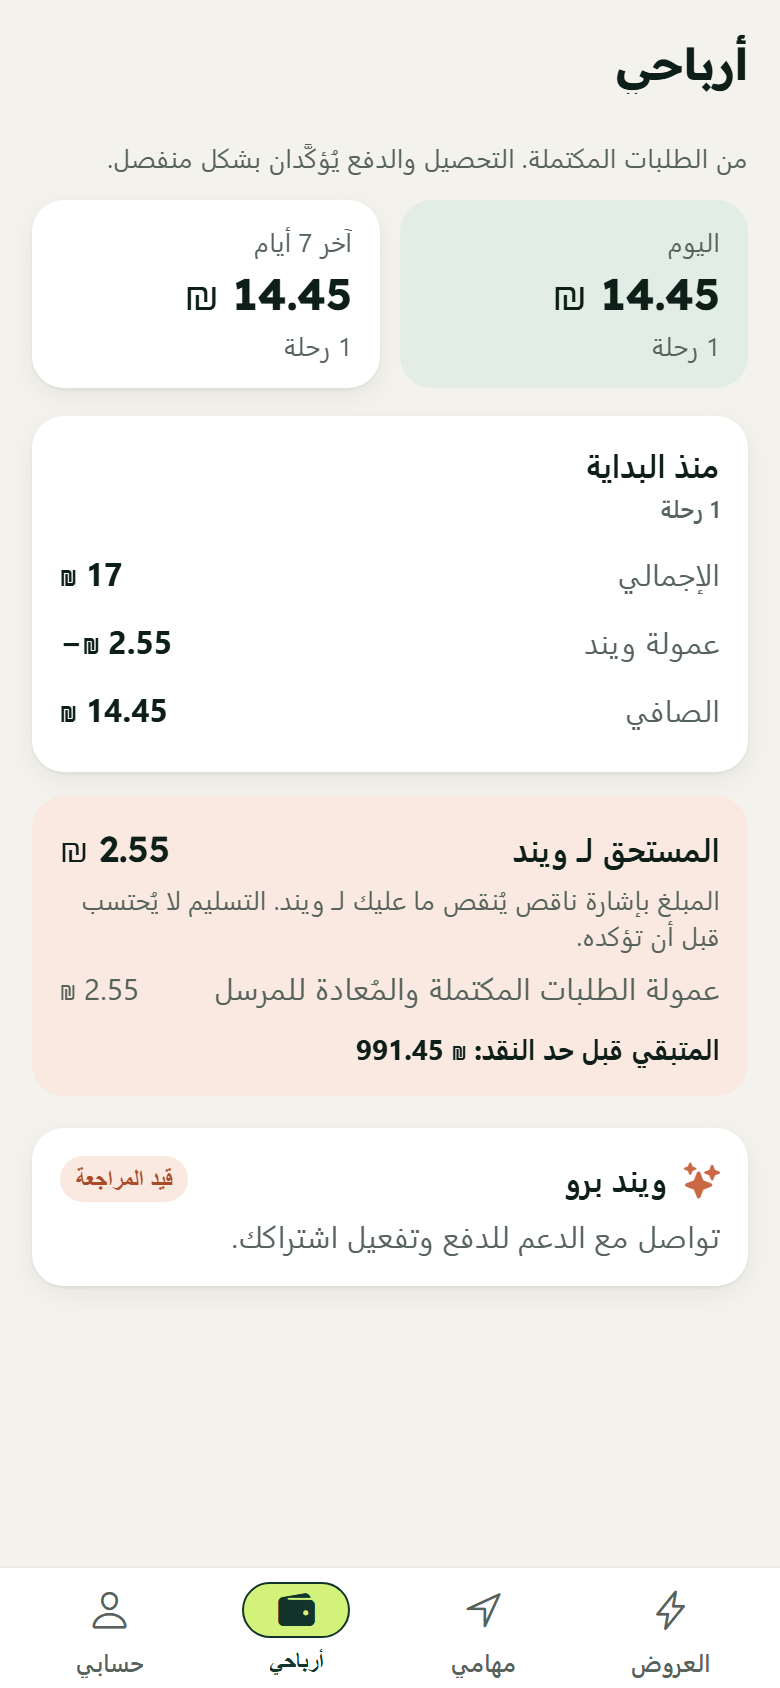 أرباحي
من الطلبات المكتملة. التحصيل والدفع يُؤكَّدان بشكل منفصل.
اليوم
14.45 ₪
1 رحلة
آخر 7 أيام
14.45 ₪
1 رحلة
منذ البداية
1 رحلة
الإجمالي 17 ₪
عمولة ويند 2.55 ₪−
الصافي 14.45 ₪
المستحق لـ ويند 2.55 ₪
المبلغ بإشارة ناقص يُنقص ما عليك لـ ويند. التسليم لا يُحتسب
قبل أن تؤكده.
عمولة الطلبات المكتملة والمُعادة للمرسل 2.55 ₪
المتبقي قبل حد النقد: ₪ 991.45
ويند برو
قيد المراجعة
تواصل مع الدعم للدفع وتفعيل اشتراكك.
العروض
مهامي
أرباحي
حسابي